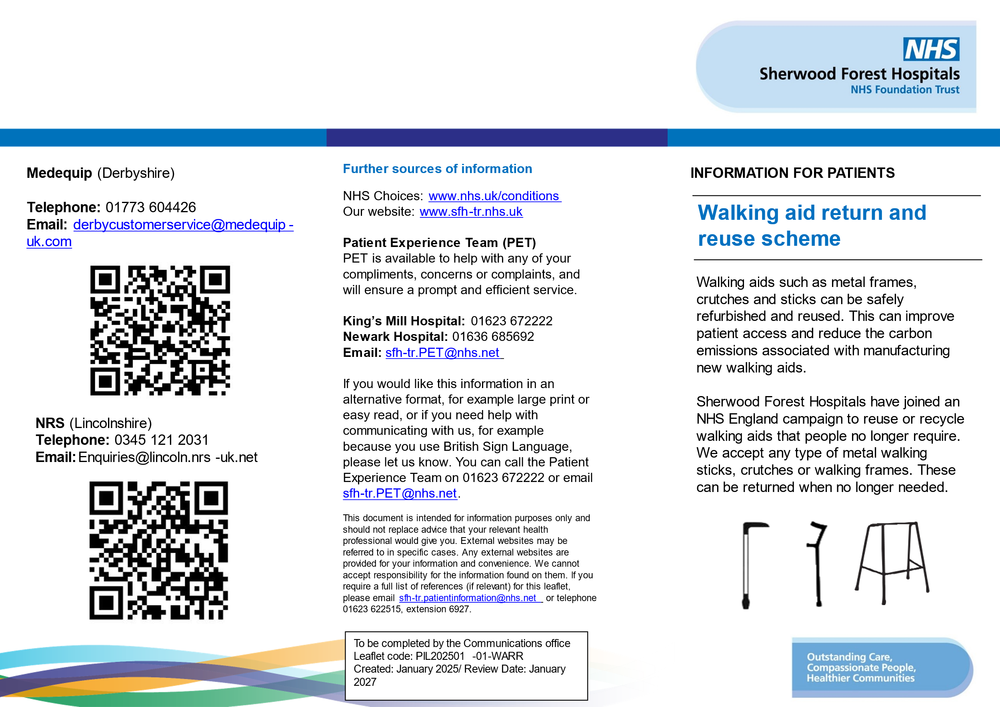 NHS
Sherwood Forest Hospitals
NHS Foundation Trust
Medequip (Derbyshire)
Telephone: 01773 604426
Email: derbycustomerservice@medequip -
uk.com
NRS (Lincolnshire)
Telephone: 0345 121 2031
Email: Enquiries@lincoln.nrs -uk.net
Further sources of information
NHS Choices: www.nhs.uk/conditions
Our website: www.sfh-tr.nhs.uk
Patient Experience Team (PET)
PET is available to help with any of your
compliments, concerns or complaints, and
will ensure a prompt and efficient service.
King’s Mill Hospital: 01623 672222
Newark Hospital: 01636 685692
Email: sfh-tr.PET@nhs.net
If you would like this information in an
alternative format, for example large print or
easy read, or if you need help with
communicating with us, for example
because you use British Sign Language,
please let us know. You can call the Patient
Experience Team on 01623 672222 or email
sfh-tr.PET@nhs.net.
This document is intended for information purposes only and
should not replace advice that your relevant health
professional would give you. External websites may be
referred to in specific cases. Any external websites are
provided for your information and convenience. We cannot
accept responsibility for the information found on them. If you
require a full list of references (if relevant) for this leaflet,
please email sfh-tr.patientinformation@nhs.net or telephone
01623 622515, extension 6927.
To be completed by the Communications office
Leaflet code: PIL202501 -01-WARR
Created: January 2025/ Review Date: January
2027
INFORMATION FOR PATIENTS
Walking aid return and
reuse scheme
Walking aids such as metal frames,
crutches and sticks can be safely
refurbished and reused. This can improve
patient access and reduce the carbon
emissions associated with manufacturing
new walking aids.
Sherwood Forest Hospitals have joined an
NHS England campaign to reuse or recycle
walking aids that people no longer require.
We accept any type of metal walking
sticks, crutches or walking frames. These
can be returned when no longer needed.
Outstanding Care,
Compassionate People,
Healthier Communities